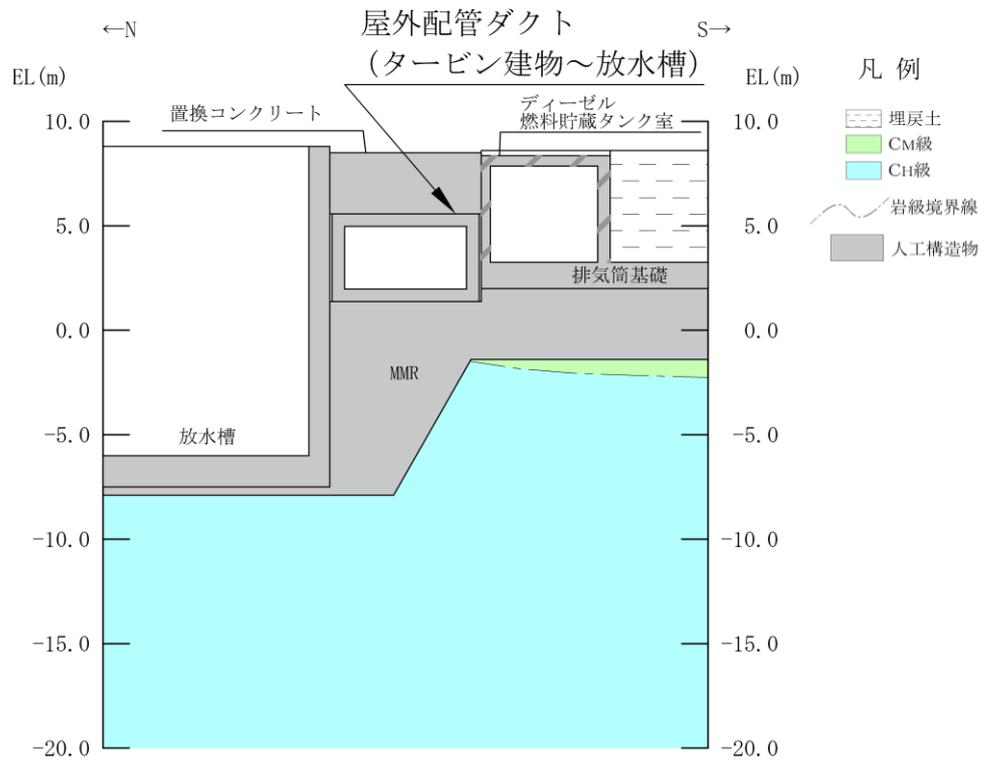 ←N
屋外配管ダクト
S→
（タービン建物～放水槽）
EL(m)
EL(m)
凡 例
置換コンクリート
ディーゼル
燃料貯蔵タンク室
10.0
10.0
埋戻土
CM級
CH級
岩級境界線
5.0
5.0
人工構造物
排気筒基礎
0.0
0.0
MMR
放水槽
-5.0
-5.0
-10.0
-10.0
-15.0
-15.0
-20.0
-20.0